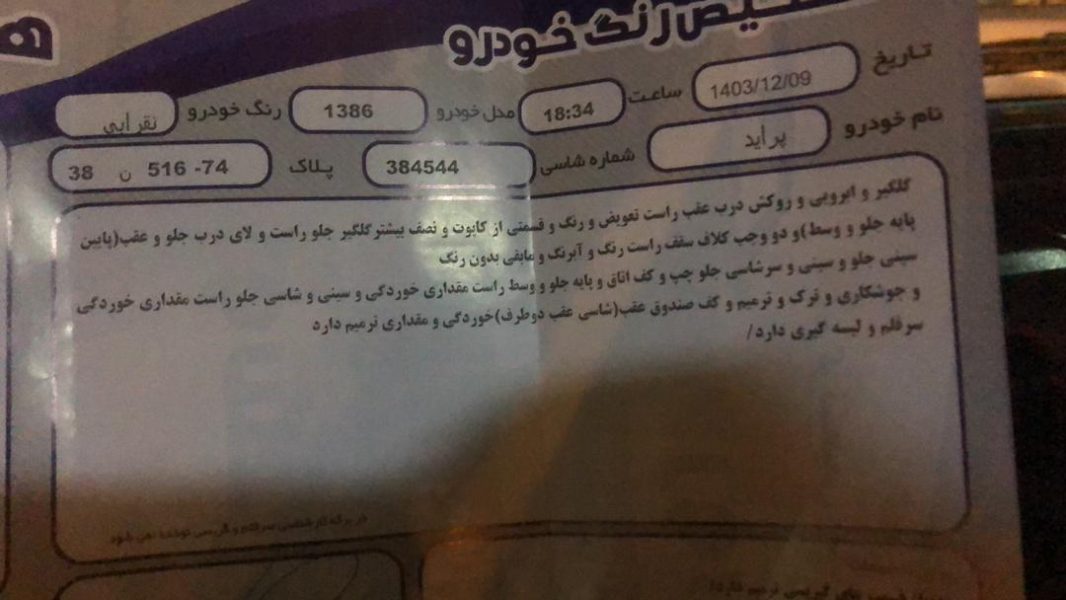 رنگ خودرو
تاریخ 1403/12/09 ساعت 18:34 مدل خودرو 1386 رنگ خودرو نقرابی
نام خودرو پراید شماره شاسی 384544 پلاک 74- 516 ن 38
گلگیر و ابرویی و روکش درب عقب راست تعویض و رنگ و قسمتی از کاپوت و نصف بیشتر گلگیر جلو راست و لای درب جلو و عقب(پایین
پایه جلو و وسط)و دو وجب کلاف سقف راست رنگ و آبرنگ و مابقی بدون رنگ
سینی جلو و سینی و سرشاسی جلو چپ و کف اتاق و پایه جلو و وسط راست مقداری خوردگی و سینی و شاسی جلو راست مقداری خوردگی
و جوشکاری و ترک و ترمیم و کف صندوق عقب(شاسی عقب دوطرف)خوردگی و مقداری ترمیم دارد
سرقلم و لیسه گیری دارد/